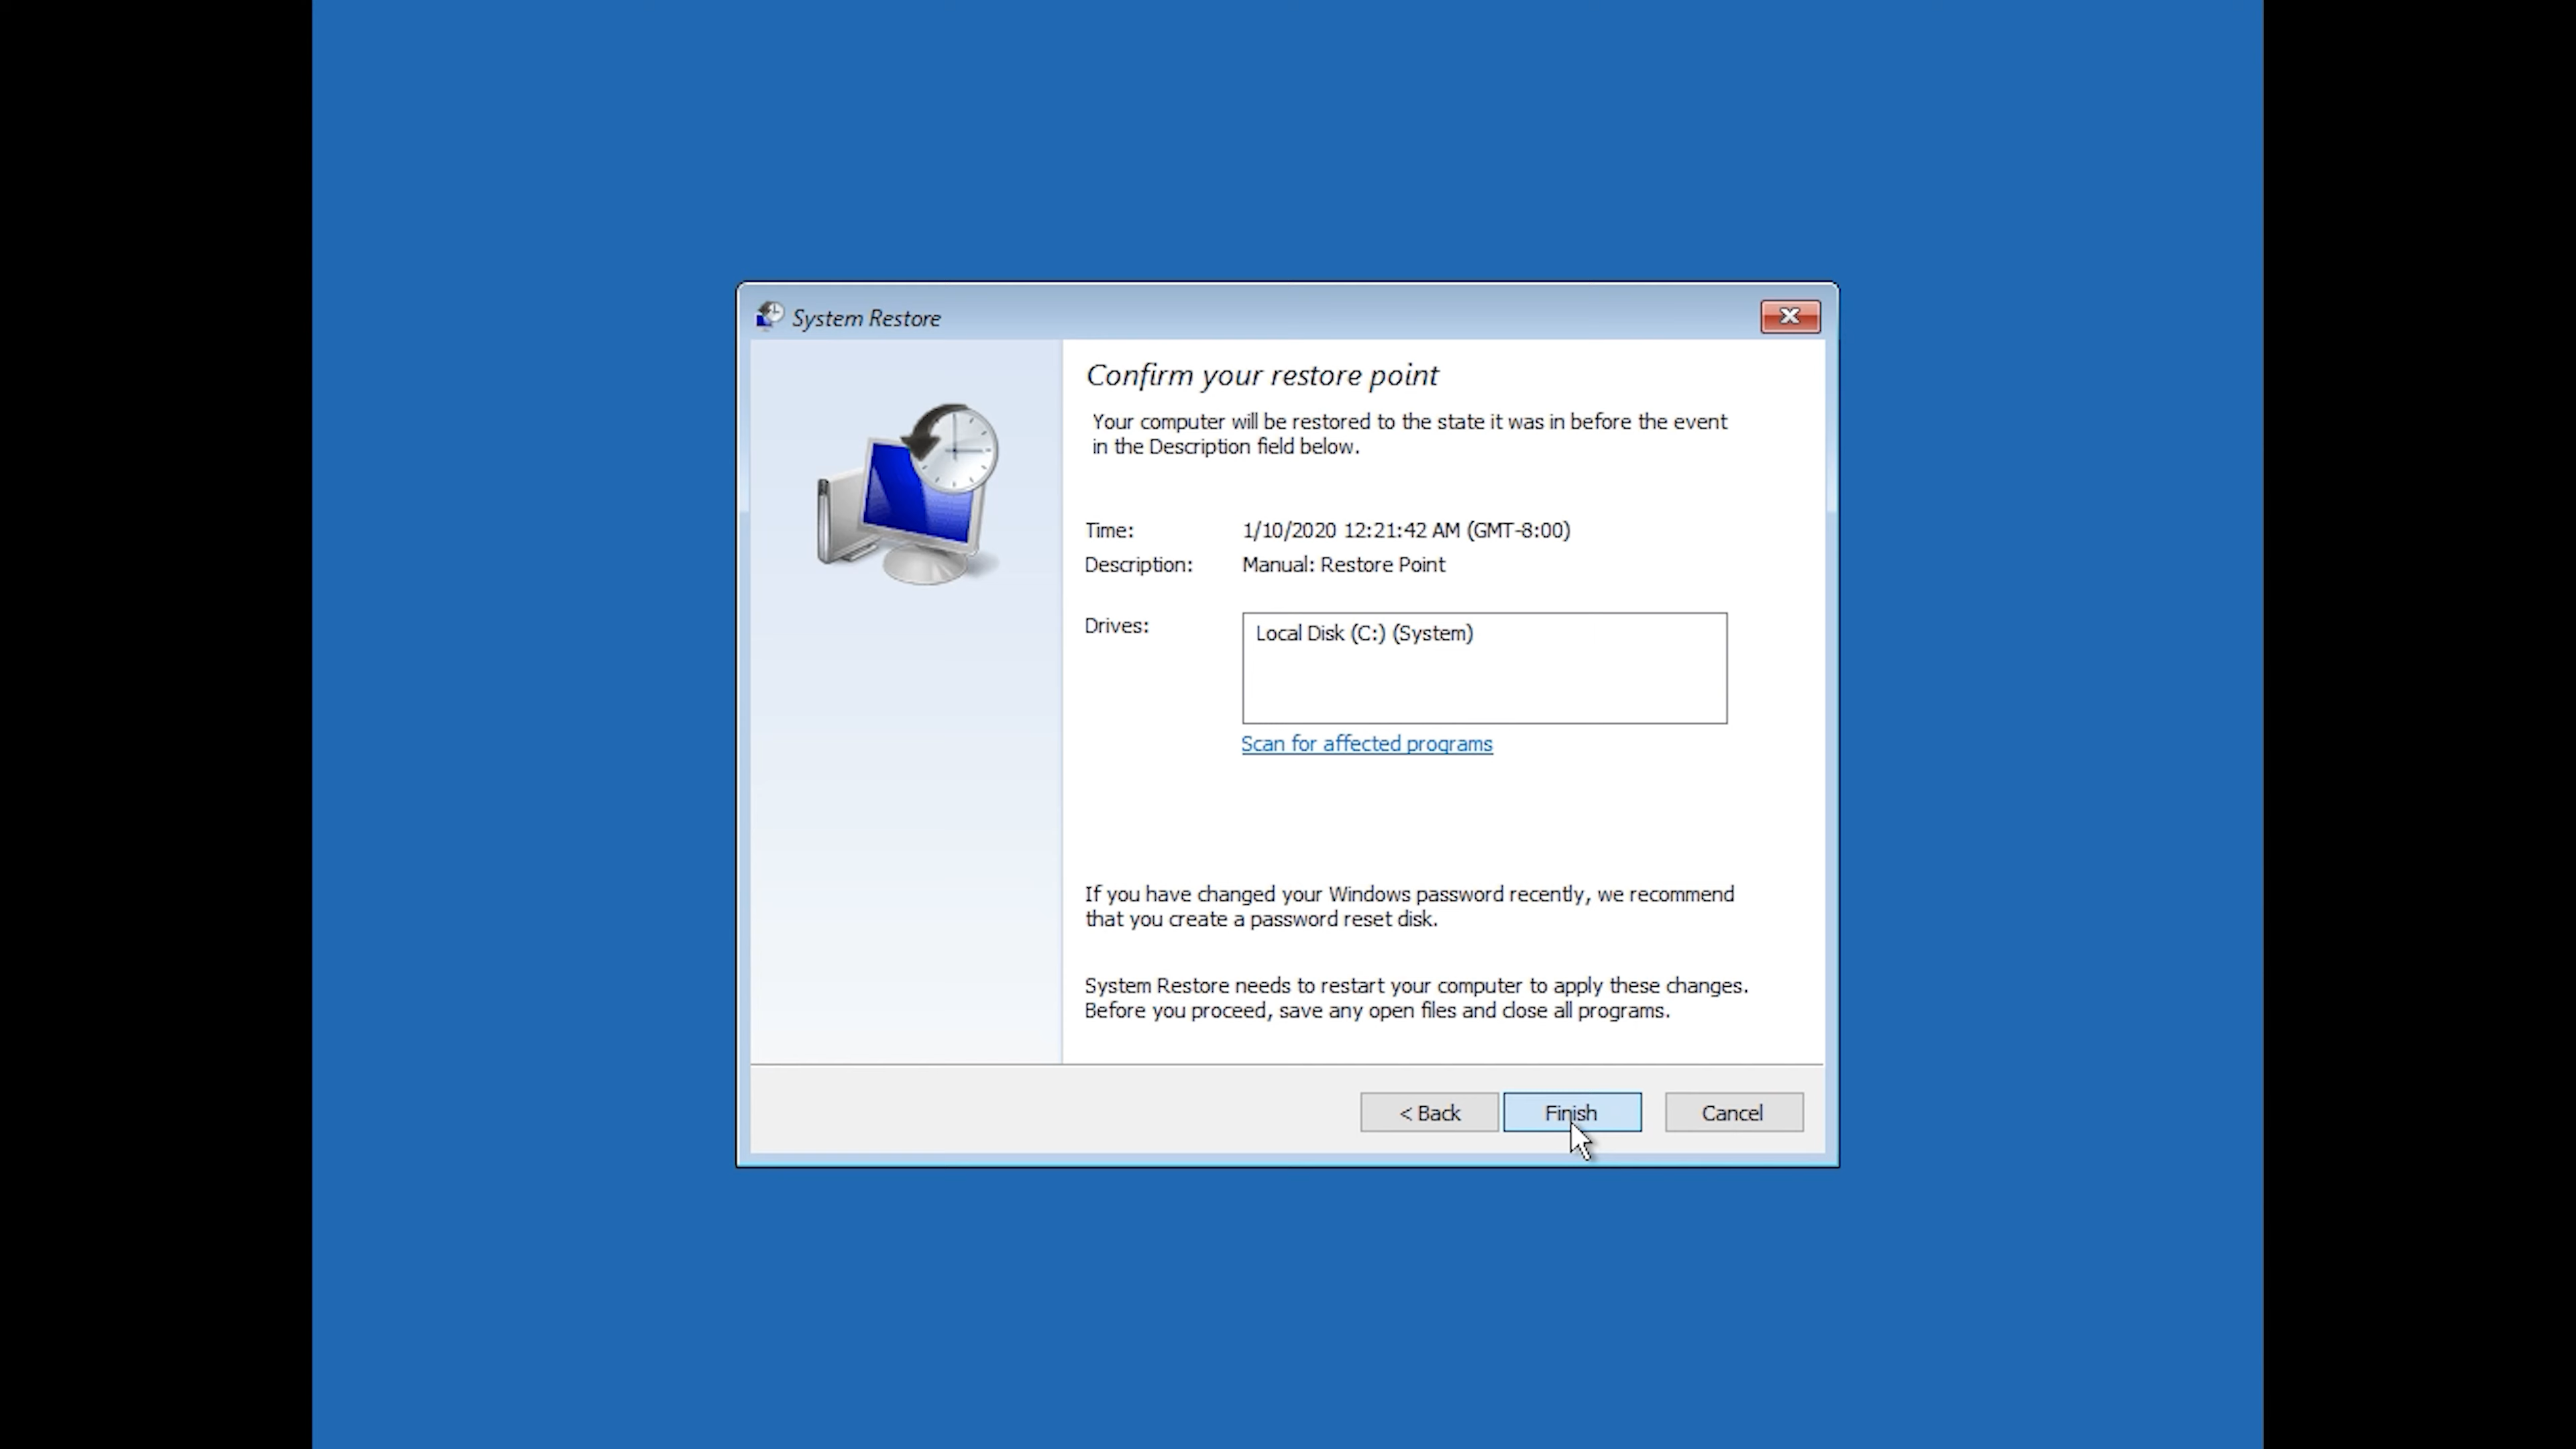 System Restore
Confirm your restore point
Your computer will be restored to the state it was in before the event
in the Description field below.
Time: 1/10/2020 12:21:42 AM (GMT-8:00)
Description: Manual: Restore Point
Drives: Local Disk (C:) (System)
Scan for affected programs
If you have changed your Windows password recently, we recommend
that you create a password reset disk.
System Restore needs to restart your computer to apply these changes.
Before you proceed, save any open files and close all programs.
< Back Finish Cancel